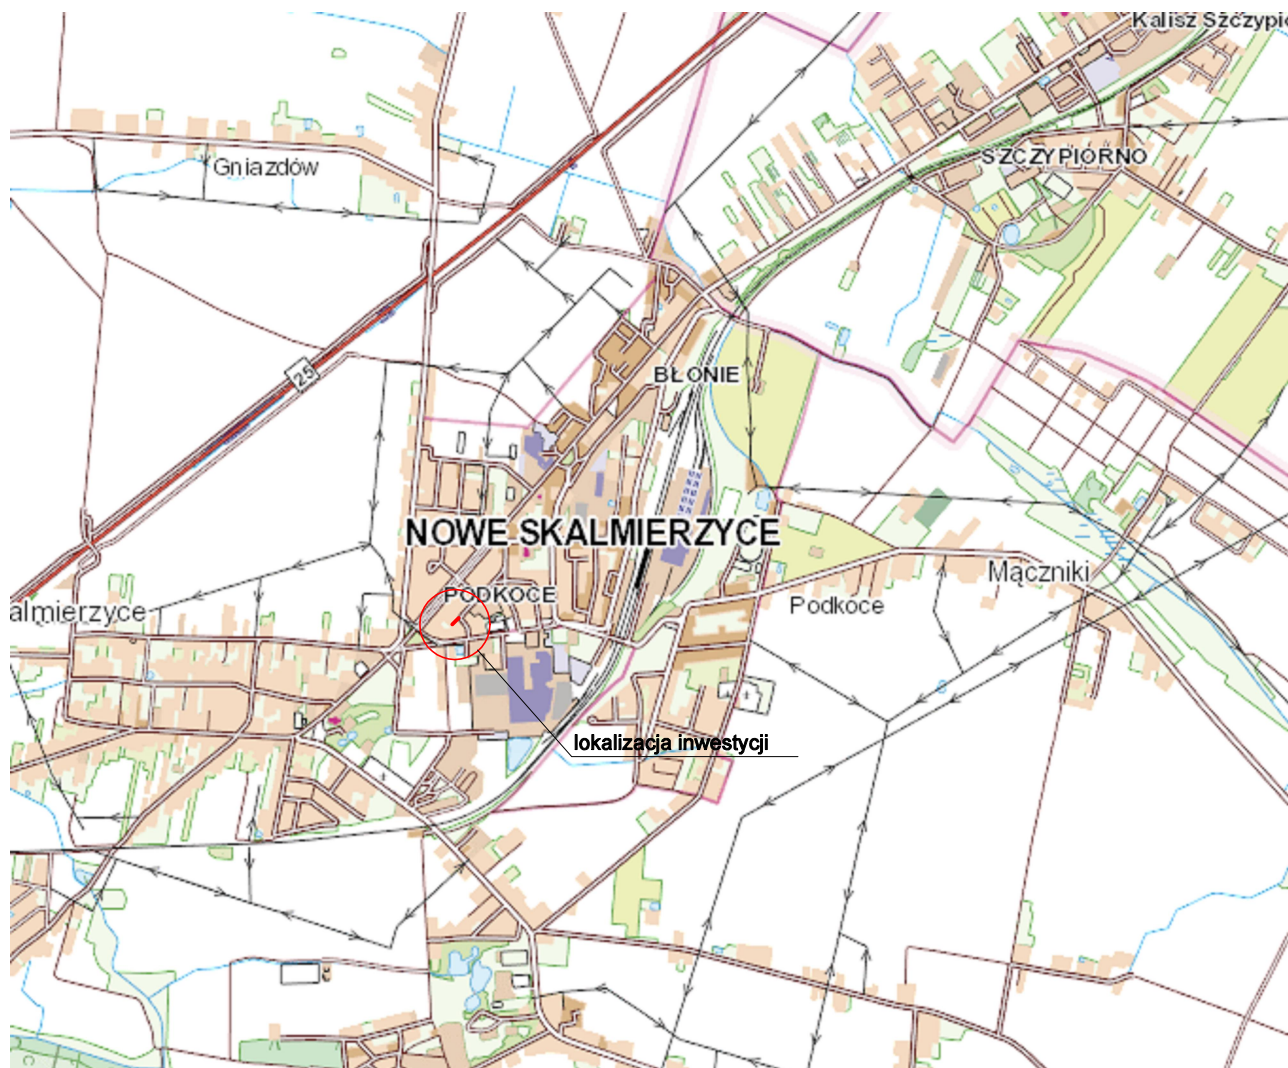 Kalisz Szczypio
SZCZYPIORNO
Gniazdów
25
BŁONIE
NOWE SKALMIERZYCE
Mączniki
PODKOCE
Podkoce
almierzyce
lokalizacja inwestycji